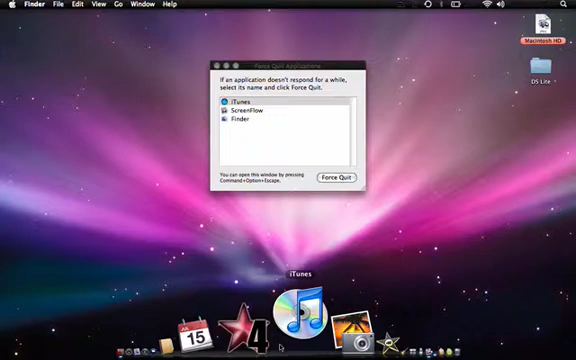 Finder File Edit View Go Window Help
Macintosh HD
DS Lite
Force Quit Applications
If an application doesn't respond for a while,
select its name and click Force Quit.
iTunes
ScreenFlow
Finder
You can open this window by pressing
Command+Option+Escape.
Force Quit
iTunes
JUL
15
4